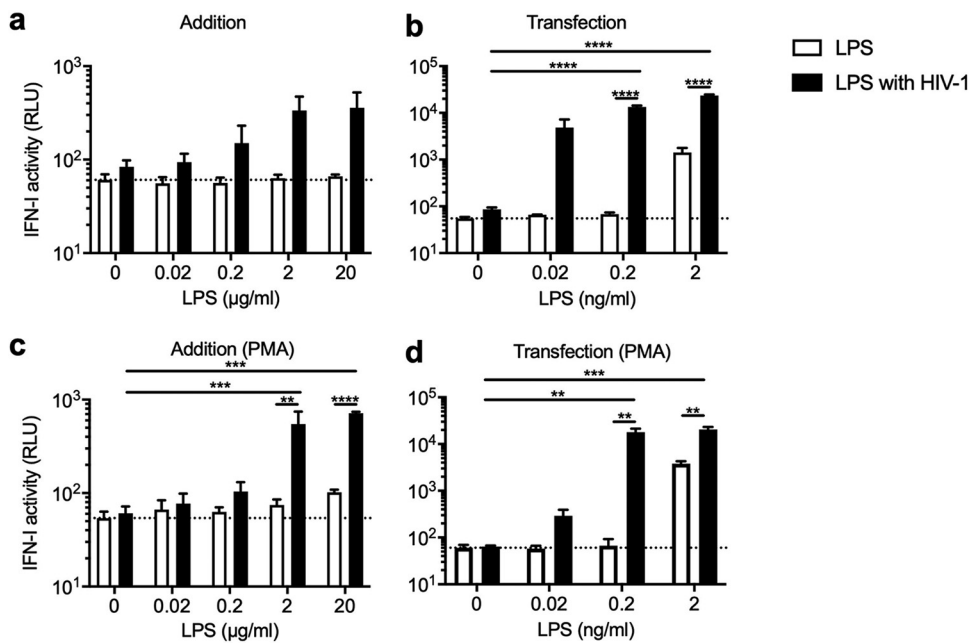 a
Addition
IFN-I activity (RLU)
10³
10²
10¹
0 0.02 0.2 2 20
LPS (µg/ml)
b
Transfection
****
****
****
****
10⁵
10⁴
10³
10²
10¹
0 0.02 0.2 2
LPS (ng/ml)
LPS
LPS with HIV-1
c
Addition (PMA)
***
***
**
****
IFN-I activity (RLU)
10³
10²
10¹
0 0.02 0.2 2 20
LPS (µg/ml)
d
Transfection (PMA)
***
**
**
**
10⁵
10⁴
10³
10²
10¹
0 0.02 0.2 2
LPS (ng/ml)